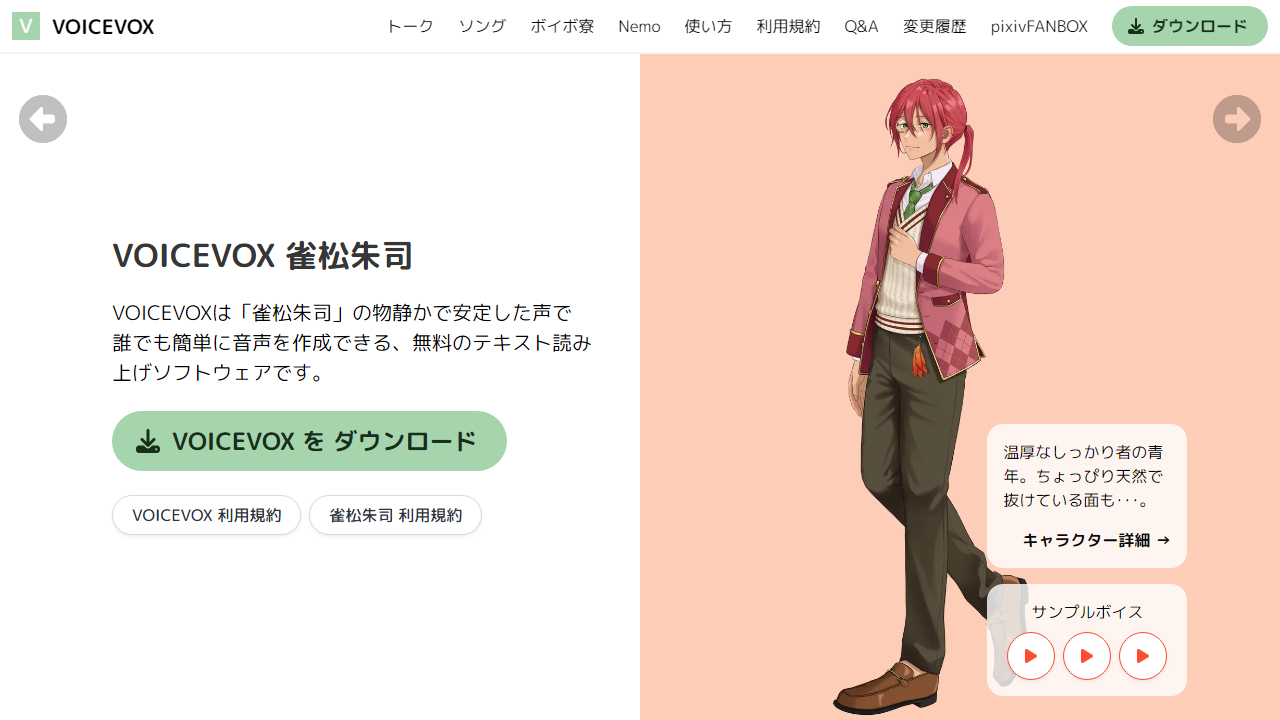 V VOICEVOX
トーク ソング ボイボ寮 Nemo 使い方 利用規約 Q&A 変更履歴 pixivFANBOX ダウンロード
VOICEVOX 雀松朱司
VOICEVOXは「雀松朱司」の物静かで安定した声で
誰でも簡単に音声を作成できる、無料のテキスト読み
上げソフトウェアです。
VOICEVOX を ダウンロード
VOICEVOX 利用規約 雀松朱司 利用規約
温厚なしっかり者の青
年。ちょっぴり天然で
抜けている面も･･･。
キャラクター詳細 →
サンプルボイス